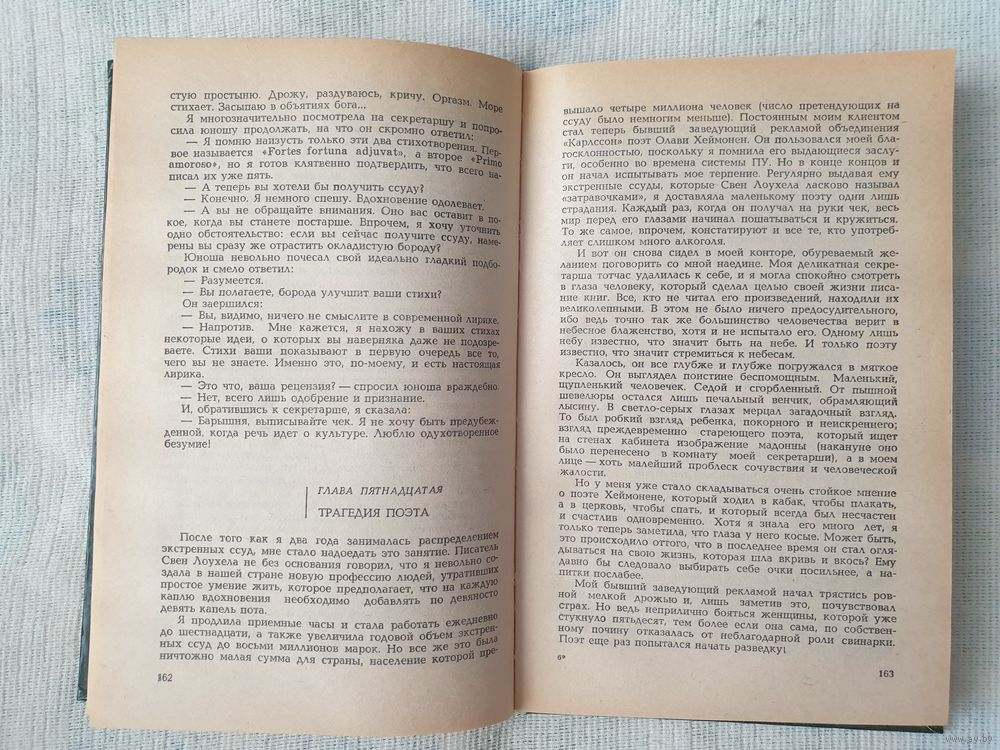 стую простыню. Дрожу, раздуваюсь, кричу. Оргазм. Море
стихает. Засыпаю в объятиях бога...
Я многозначительно посмотрела на секретаршу и попро-
сила юношу продолжать, на что он скромно ответил:
— Я помню наизусть только эти два стихотворения. Пер-
вое называется «Fortes fortuna adjuvat», а второе «Primo
amoroso», но я готов клятвенно подтвердить, что всего на-
писал их уже пять.
— А теперь вы хотели бы получить ссуду?
— Конечно. Я немного спешу. Вдохновение одолевает.
— А вы не обращайте внимания. Оно вас оставит в по-
кое, когда вы станете постарше. Впрочем, я хочу уточнить
одно обстоятельство: если вы сейчас получите ссуду, наме-
рены вы сразу же отрастить окладистую бороду?
Юноша невольно почесал свой идеально гладкий подбо-
родок и смело ответил:
— Разумеется.
— Вы полагаете, борода улучшит ваши стихи?
Он заершился:
— Вы, видимо, ничего не смыслите в современной лирике.
— Напротив. Мне кажется, я нахожу в ваших стихах
некоторые идеи, о которых вы наверняка даже не подозре-
ваете. Стихи ваши показывают в первую очередь все то,
чего вы не знаете. Именно это, по-моему, и есть настоящая
лирика.
— Это что, ваша рецензия? — спросил юноша враждебно.
— Нет, всего лишь одобрение и признание.
И, обратившись к секретарше, я сказала:
— Барышня, выписывайте чек. Я не хочу быть предубеж-
денной, когда речь идет о культуре. Люблю одухотворенное
безумие!
ГЛАВА ПЯТНАДЦАТАЯ
ТРАГЕДИЯ ПОЭТА
После того как я два года занималась распределением
экстренных ссуд, мне стало надоедать это занятие. Писатель
Свен Лоухела не без основания говорил, что я невольно со-
здала в нашей стране новую профессию людей, утративших
простое умение жить, которое предполагает, что на каждую
каплю вдохновения необходимо добавлять по девяносто
девять капель пота.
Я продлила приемные часы и стала работать ежедневно
до шестнадцати, а также увеличила годовой объем экстрен-
ных ссуд до восьми миллионов марок. Но все же это была
ничтожно малая сумма для страны, население которой пре-
162
вышало четыре миллиона человек (число претендующих на
ссуду было немногим меньше). Постоянным моим клиентом
стал теперь бывший заведующий рекламой объединения
«Карлссон» поэт Олави Хеймонен. Он пользовался моей бла-
госклонностью, поскольку я помнила его выдающиеся заслу-
ги, особенно во времена системы ПУ. Но в конце концов и
он начал испытывать мое терпение. Регулярно выдавая ему
экстренные ссуды, которые Свен Лоухела ласково называл
«затравочками», я доставляла маленькому поэту одни лишь
страдания. Каждый раз, когда он получал на руки чек, весь
мир перед его глазами начинал пошатываться и кружиться.
То же самое, впрочем, констатируют и все те, кто употреб-
ляет слишком много алкоголя.
И вот он снова сидел в моей конторе, обуреваемый же-
ланием поговорить со мной наедине. Моя деликатная секре-
тарша тотчас удалилась к себе, и я могла спокойно смотреть
в глаза человеку, который сделал целью своей жизни писа-
ние книг. Все, кто не читал его произведений, находили их
великолепными. В этом не было ничего предосудительного,
ибо ведь точно так же большинство человечества верит в
небесное блаженство, хотя и не испытало его. Одному лишь
небу известно, что значит быть на небе. И только поэту
известно, что значит стремиться к небесам.
Казалось, он все глубже и глубже погружался в мягкое
кресло. Он выглядел поистине беспомощным. Маленький,
щупленький человечек. Седой и сгорбленный. От пышной
шевелюры остался лишь печальный венчик, обрамляющий
лысину. В светло-серых глазах мерцал загадочный взгляд.
То был робкий взгляд ребенка, покорного и неискреннего;
взгляд преждевременно стареющего поэта, который ищет
на стенах кабинета изображение мадонны (накануне оно
было перенесено в комнату моей секретарши), а в моем
лице — хоть малейший проблеск сочувствия и человеческой
жалости.
Но у меня уже стало складываться очень стойкое мнение
о поэте Хеймонене, который ходил в кабак, чтобы плакать,
а в церковь, чтобы спать, и который всегда был несчастен
и счастлив одновременно. Хотя я знала его много лет, я
только теперь заметила, что глаза у него косые. Может быть,
это происходило оттого, что в последнее время он стал огля-
дываться на свою жизнь, которая шла вкривь и вкось? Ему
давно бы следовало выбирать себе очки посильнее, а на-
питки послабее.
Мой бывший заведующий рекламой начал трястись ров-
ной мелкой дрожью и, лишь заметив это, почувствовал
страх. Но ведь неприлично бояться женщины, которой уже
стукнуло пятьдесят, тем более если она сама, по собствен-
ному почину отказалась от неблагодарной роли свинарки.
Поэт еще раз попытался начать разведку:
6*
163
www.ay.by